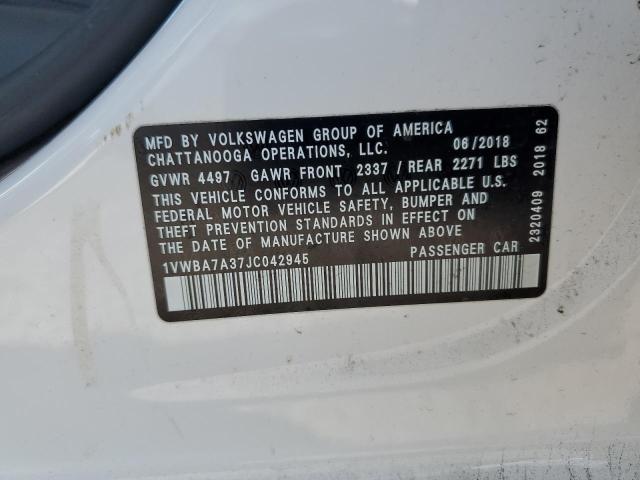 MFD BY VOLKSWAGEN GROUP OF AMERICA
CHATTANOOGA OPERATIONS, LLC. 06/2018
GVWR 4497 GAWR FRONT 2337 / REAR 2271 LBS
THIS VEHICLE CONFORMS TO ALL APPLICABLE U.S.
FEDERAL MOTOR VEHICLE SAFETY, BUMPER AND
THEFT PREVENTION STANDARDS IN EFFECT ON
THE DATE OF MANUFACTURE SHOWN ABOVE
1VWBA7A37JC042945 PASSENGER CAR
2320409 2018 62